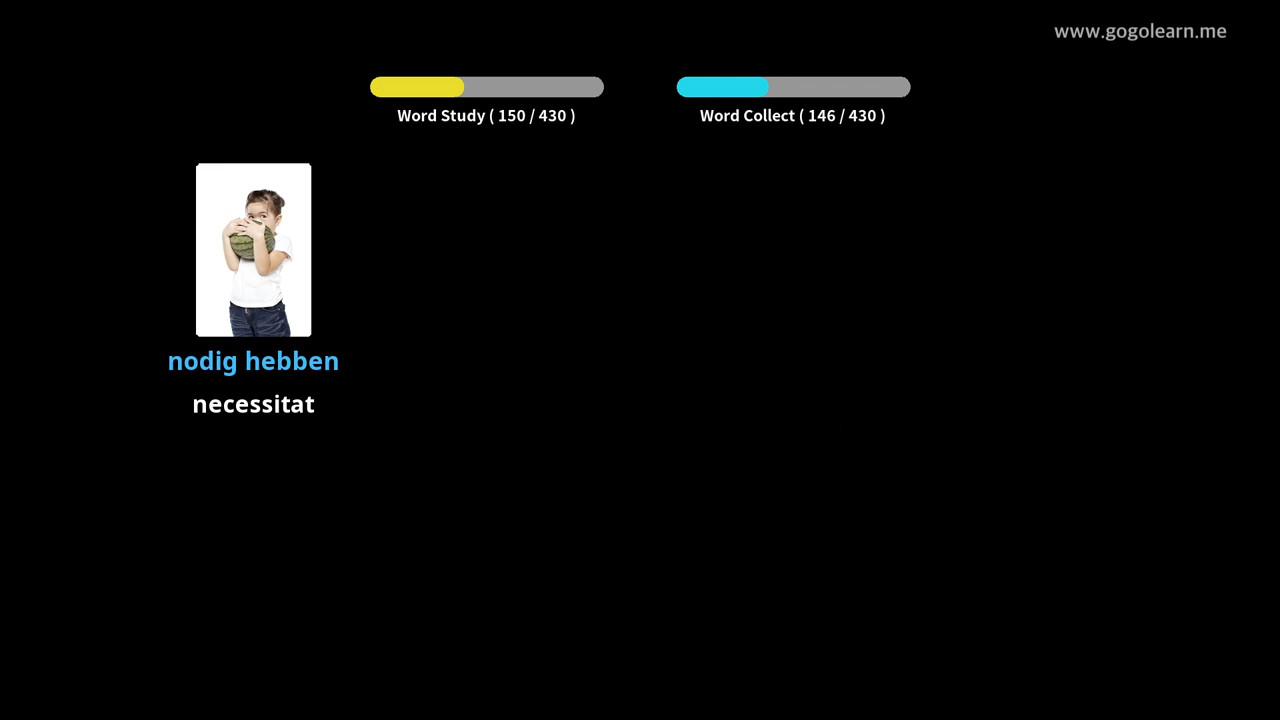 www.gogolearn.me
Word Study ( 150 / 430 )
Word Collect ( 146 / 430 )
nodig hebben
necessitat